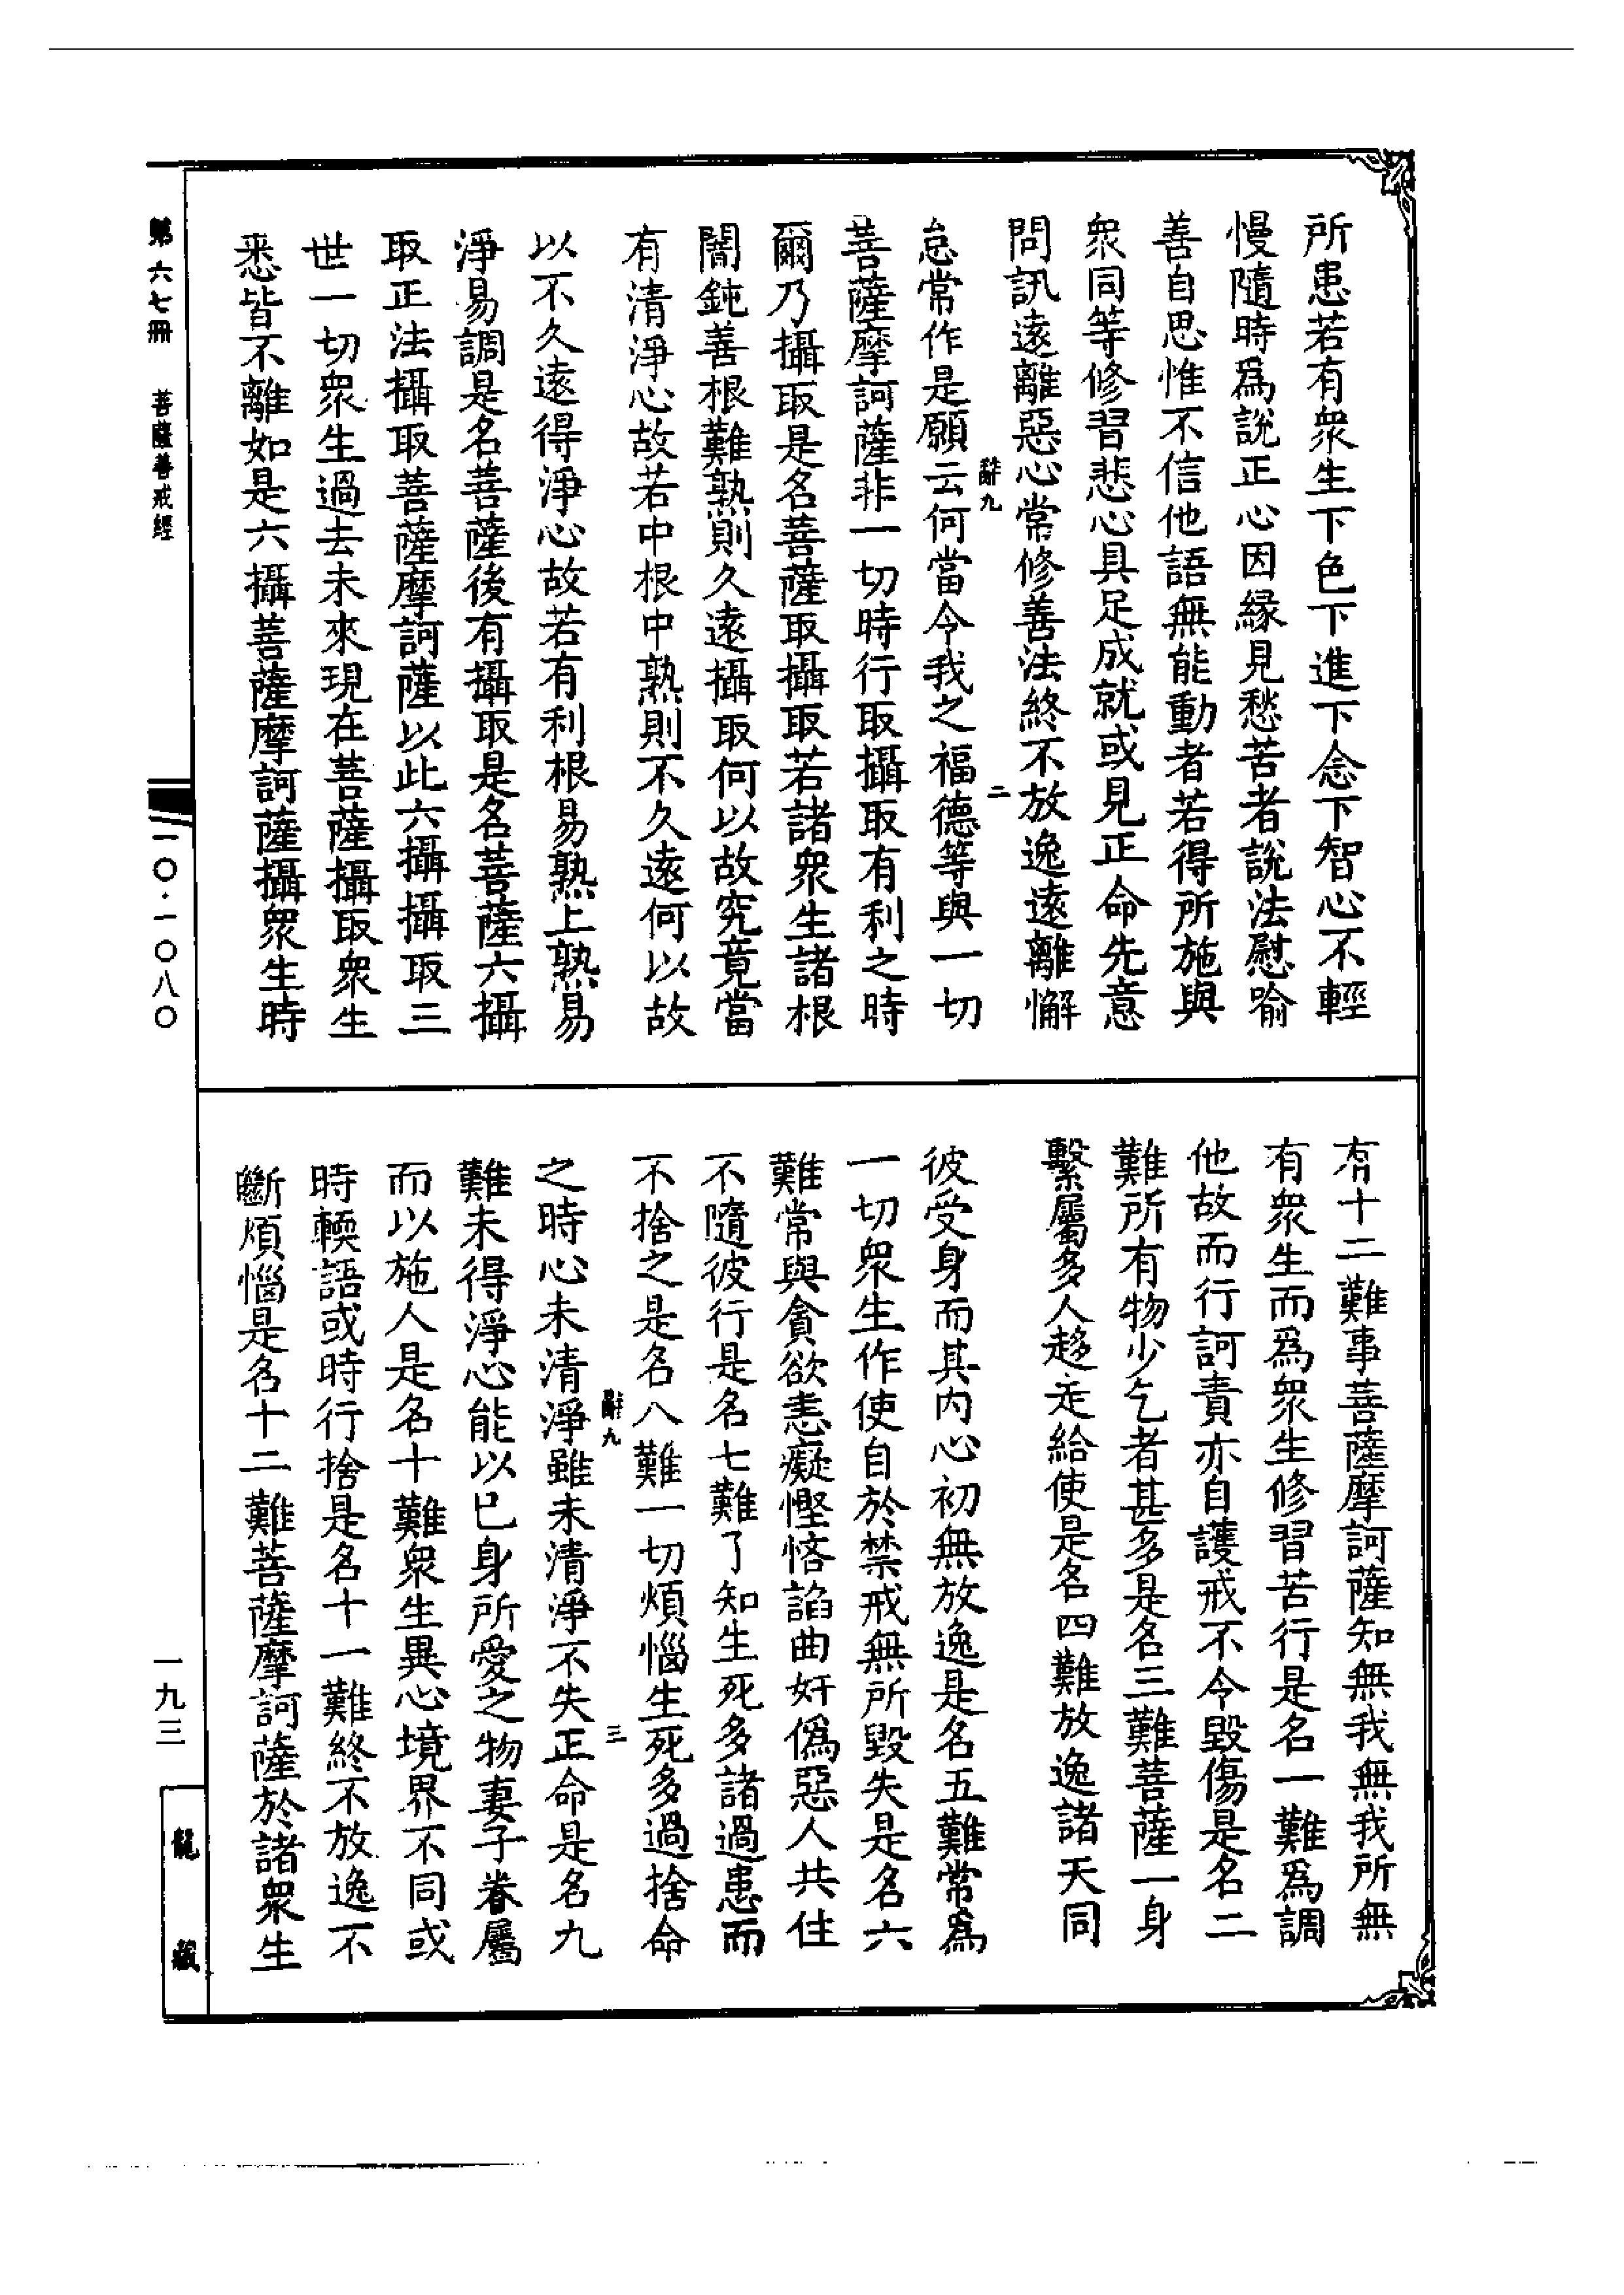 所患若有衆生下色下進下念下智心不輕
慢隨時爲說正心因緣見愁苦者說法慰喻
善自思惟不信他語無能動者若得所施與
衆同等修習悲心具足成就或見正命先意
問訊遠離惡心常修善法終不放逸遠離懈
辭九
二
怠常作是願云何當令我之福德等與一切
菩薩摩訶薩非一切時行取攝取有利之時
爾乃攝取是名菩薩取攝取若諸衆生諸根
闇鈍善根難熟則久遠攝取何以故究竟當
有清淨心故若中根中熟則不久遠何以故
以不久遠得淨心故若有利根易熟上熟易
淨易調是名菩薩後有攝取是名菩薩六攝
取正法攝取菩薩摩訶薩以此六攝攝取三
世一切衆生過去未來現在菩薩攝取衆生
悉皆不離如是六攝菩薩摩訶薩攝衆生時
有十二難事菩薩摩訶薩知無我無我所無
有衆生而爲衆生修習苦行是名一難爲調
他故而行訶責亦自護戒不令毀傷是名二
難所有物少乞者甚多是名三難菩薩一身
繫屬多人趍走給使是名四難放逸諸天同
彼受身而其内心初無放逸是名五難常爲
一切衆生作使自於禁戒無所毀失是名六
難常與貪欲恚癡慳悋諂曲奸僞惡人共住
不隨彼行是名七難了知生死多諸過患而
不捨之是名八難一切煩惱生死多過捨命
辭九
三
之時心未清淨雖未清淨不失正命是名九
難未得淨心能以已身所愛之物妻子眷屬
而以施人是名十難衆生異心境界不同或
時輭語或時行捨是名十一難終不放逸不
斷煩惱是名十二難菩薩摩訶薩於諸衆生
第六七冊 菩薩善戒經
一〇·一〇八〇
一九三
龍藏